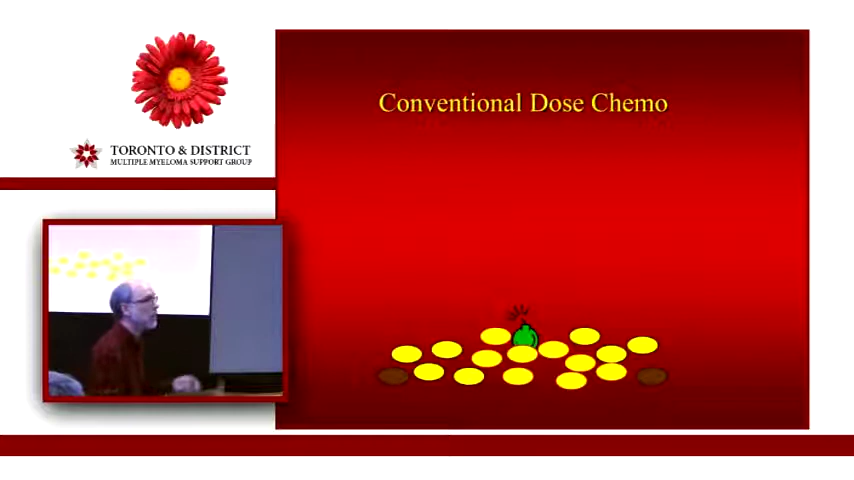 TORONTO & DISTRICT
MULTIPLE MYELOMA SUPPORT GROUP
Conventional Dose Chemo